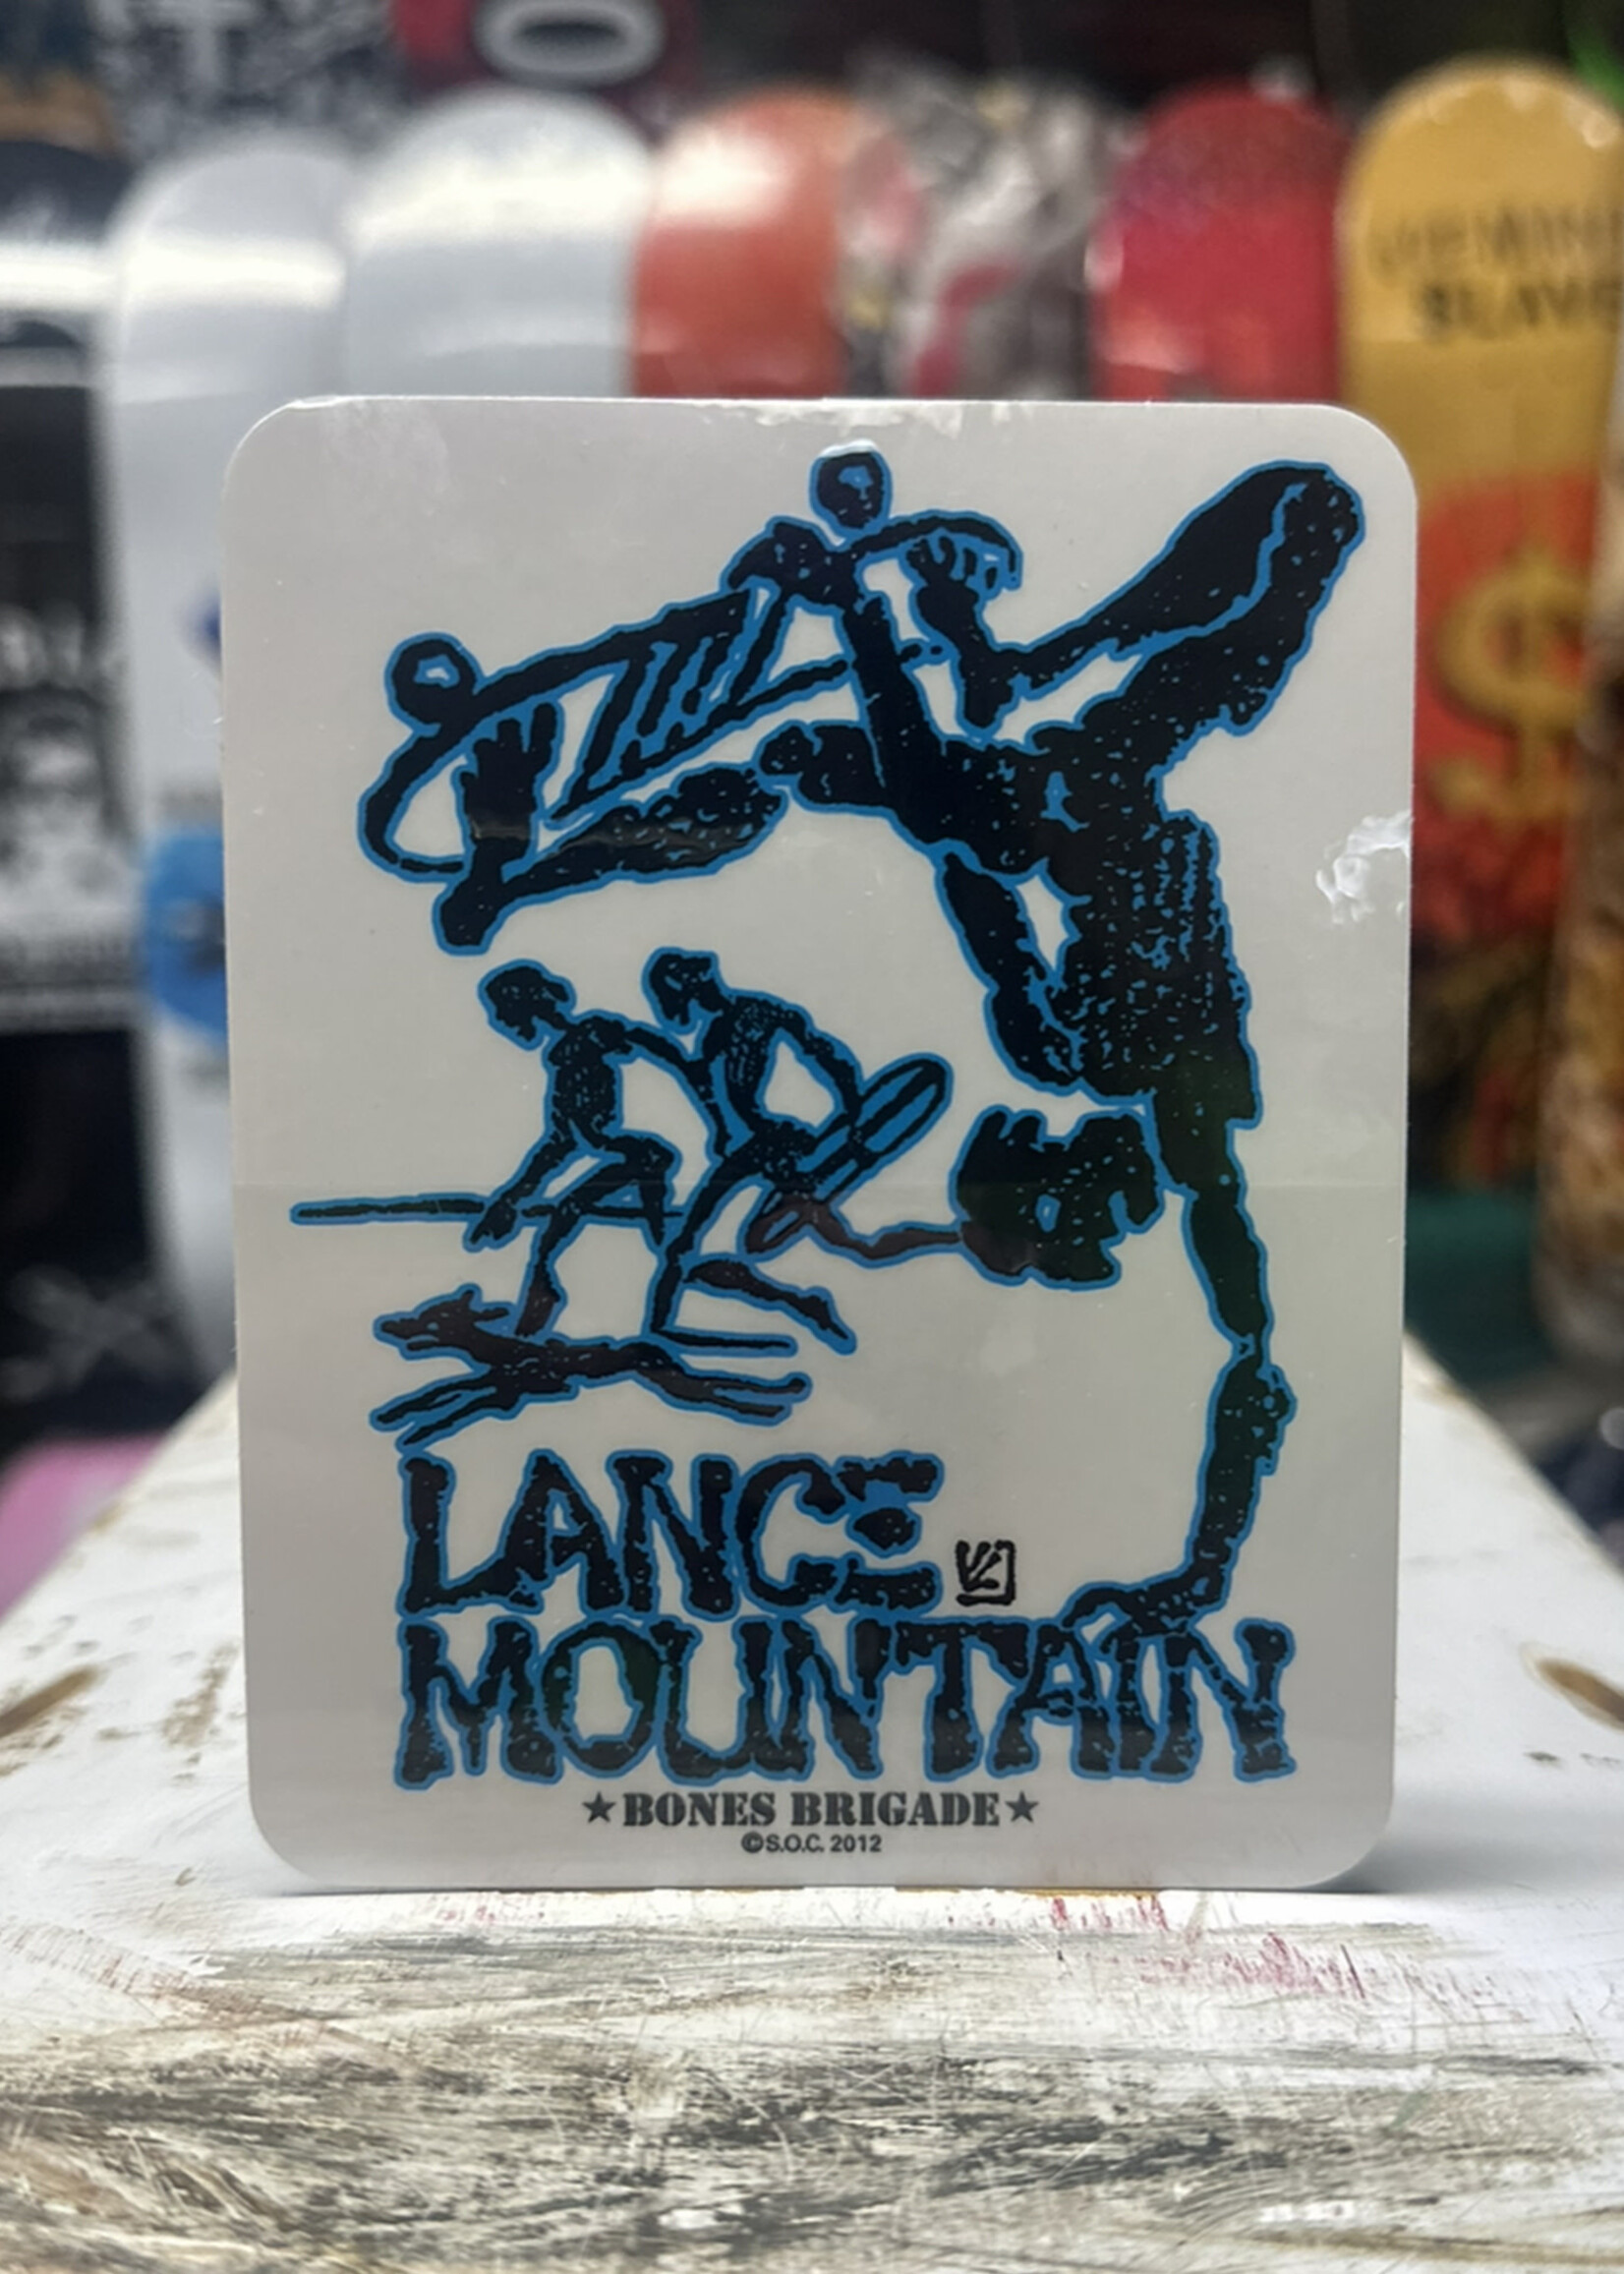 LANCE
MOUNTAIN
★BONES BRIGADE★
©S.O.C. 2012